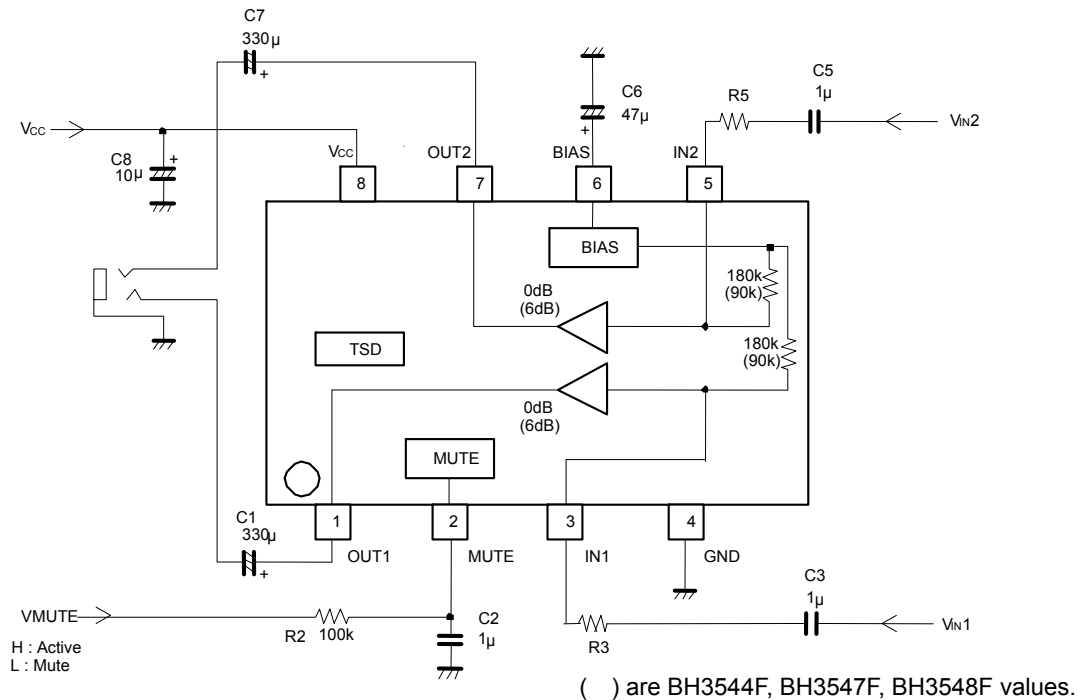 C7
330μ
C5
1μ
C6
47μ
R5
VCC
VIN2
C8
10μ
VCC
OUT2
BIAS
IN2
8
7
6
5
BIAS
180k
(90k)
0dB
(6dB)
180k
(90k)
TSD
0dB
(6dB)
MUTE
C1
330μ
1
2
3
4
OUT1
MUTE
IN1
GND
C3
1μ
VMUTE
R2
100k
C2
1μ
R3
VIN1
H : Active
L : Mute
( ) are BH3544F, BH3547F, BH3548F values.